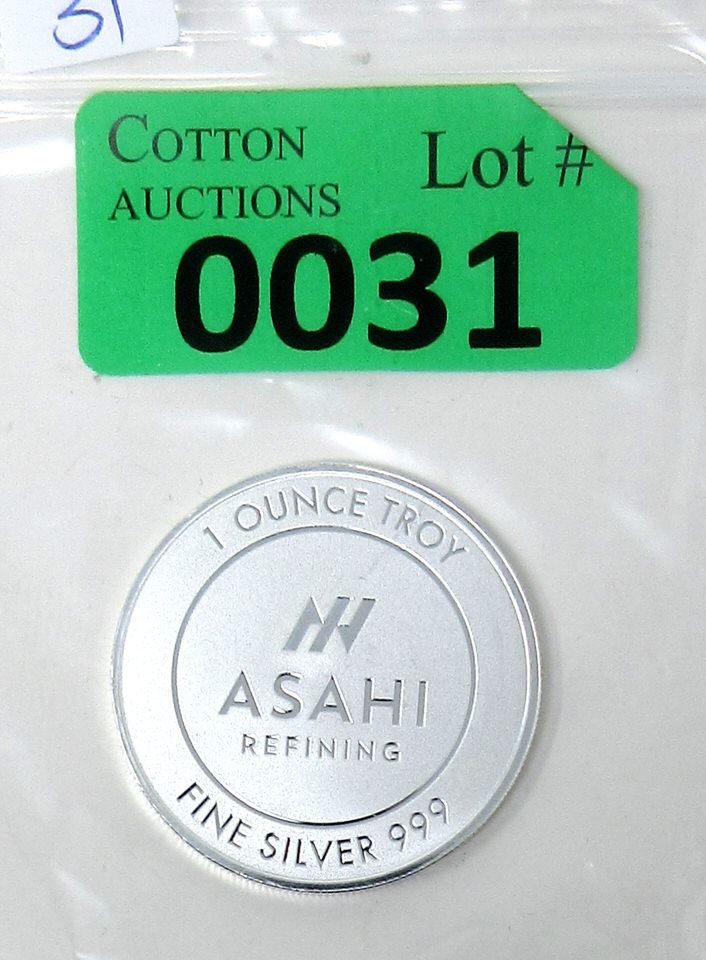 31
COTTON
AUCTIONS
Lot #
0031
1 OUNCE TROY
ASAHI
REFINING
FINE SILVER 999